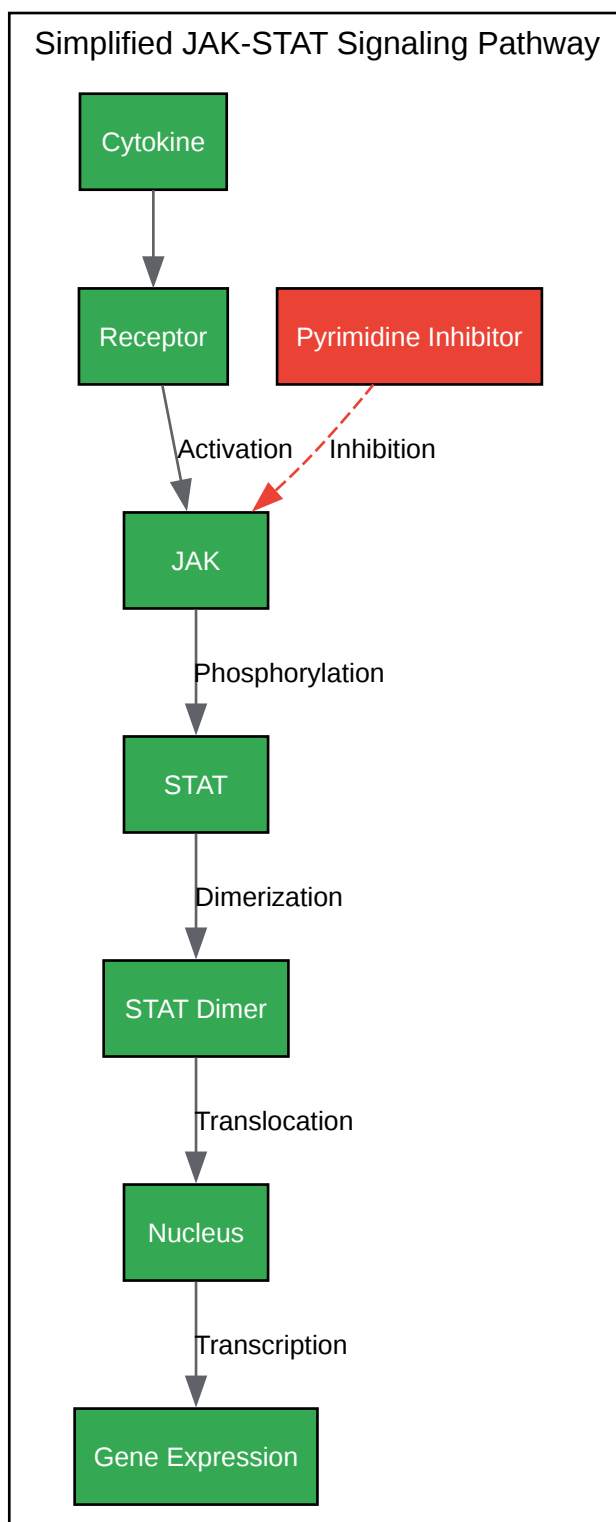 Simplified JAK-STAT Signaling Pathway
Cytokine
Receptor
Pyrimidine Inhibitor
Activation
Inhibition
JAK
Phosphorylation
STAT
Dimerization
STAT Dimer
Translocation
Nucleus
Transcription
Gene Expression